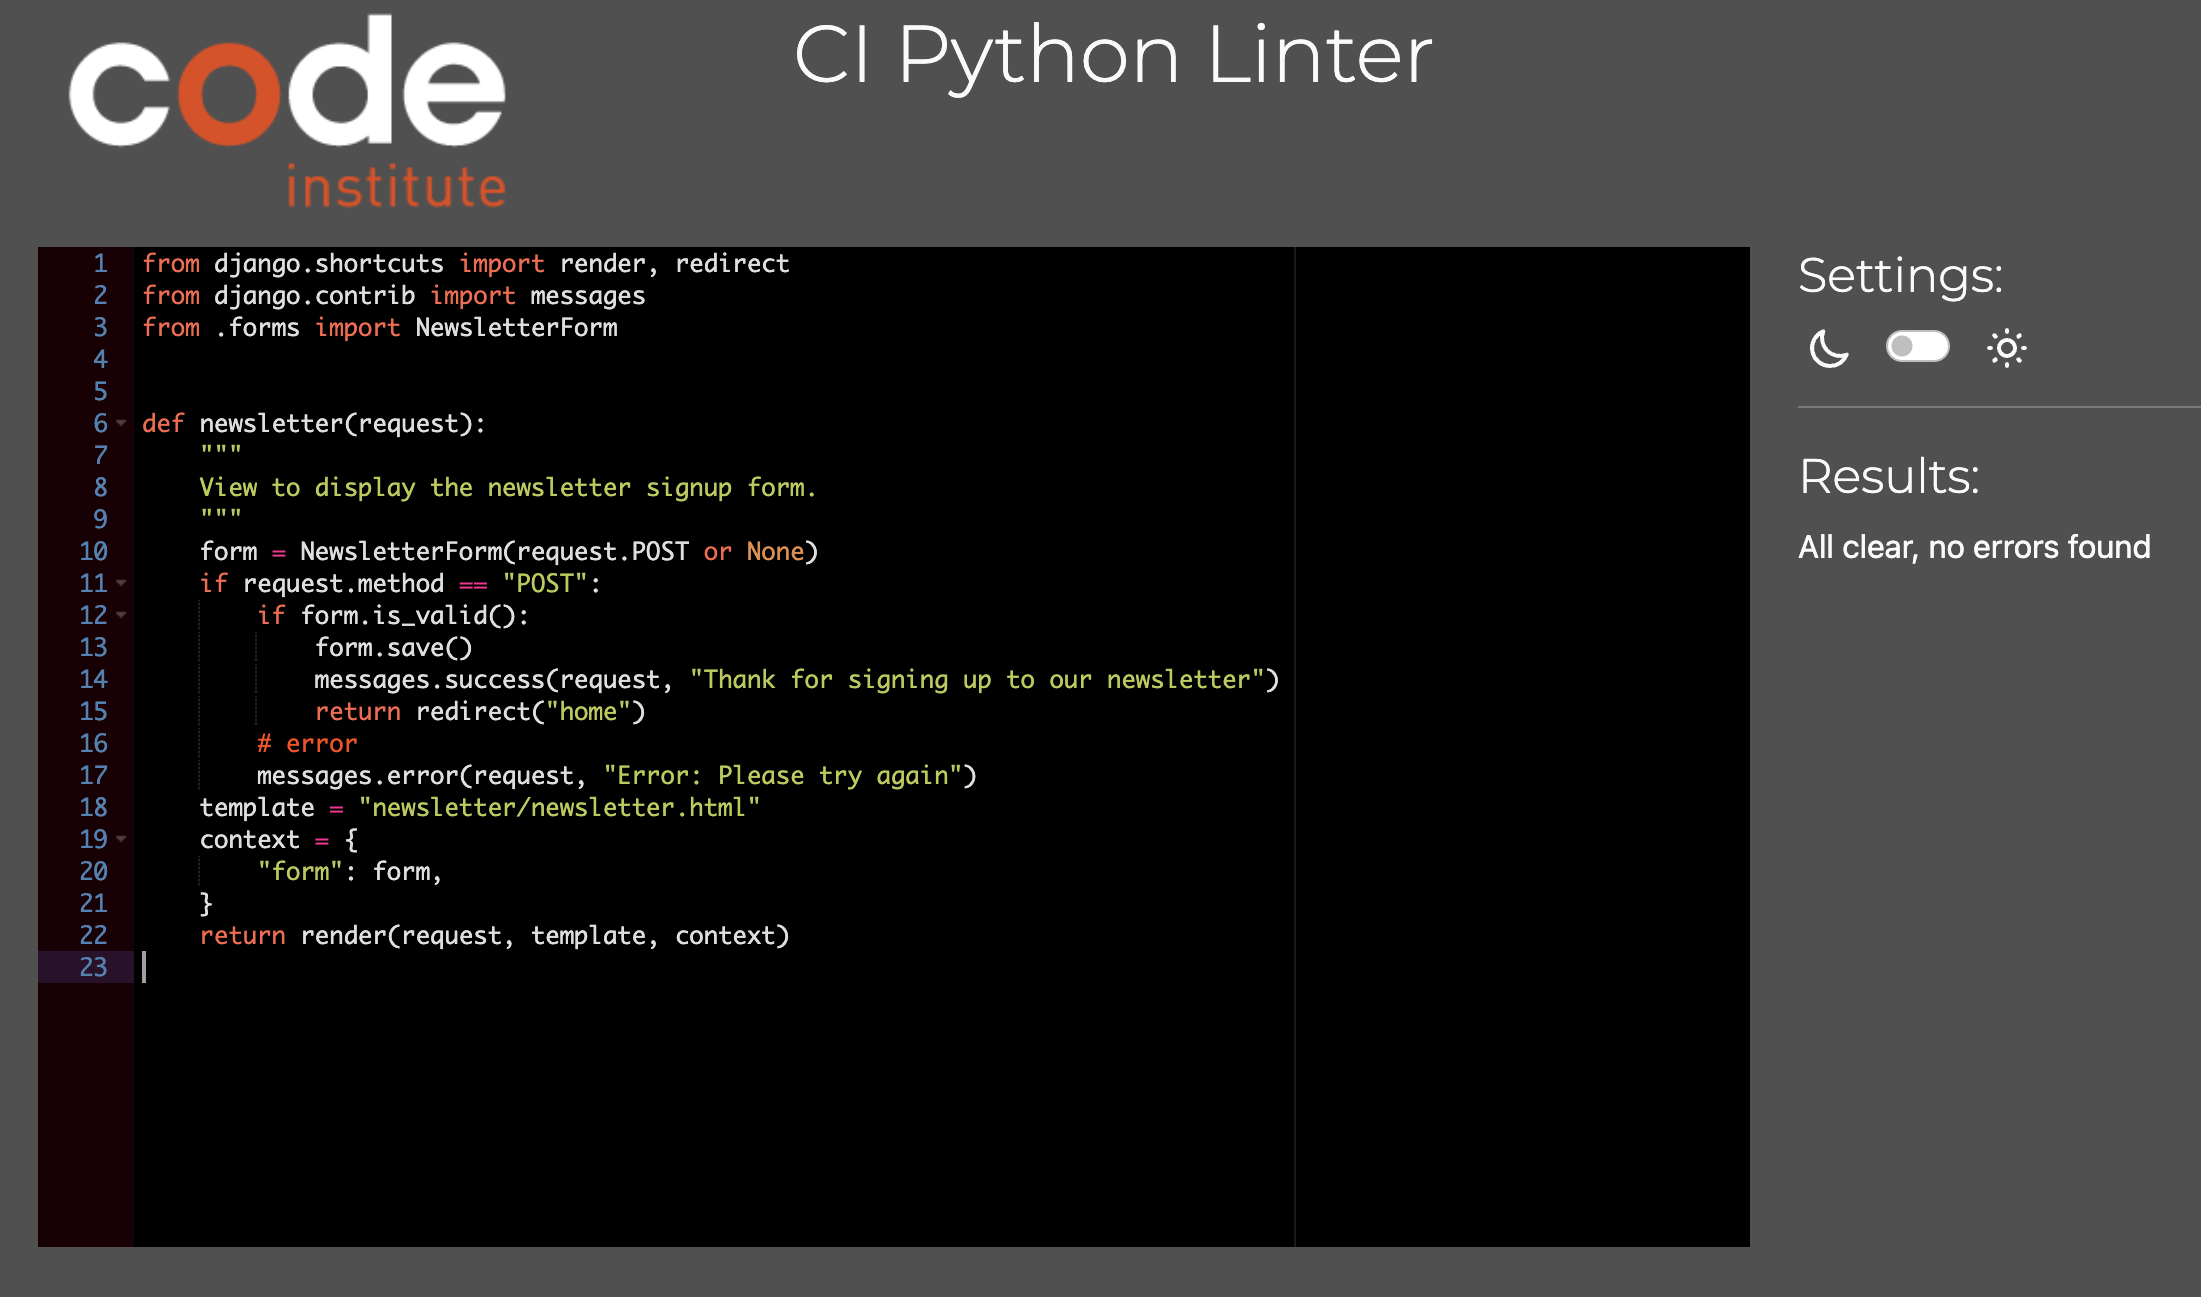 code
institute
CI Python Linter
1 from django.shortcuts import render, redirect
2 from django.contrib import messages
3 from .forms import NewsletterForm
4
5
6 def newsletter(request):
7     """
8     View to display the newsletter signup form.
9     """
10     form = NewsletterForm(request.POST or None)
11     if request.method == "POST":
12         if form.is_valid():
13             form.save()
14             messages.success(request, "Thank for signing up to our newsletter")
15             return redirect("home")
16         # error
17         messages.error(request, "Error: Please try again")
18     template = "newsletter/newsletter.html"
19     context = {
20         "form": form,
21     }
22     return render(request, template, context)
23
Settings:
Results:
All clear, no errors found